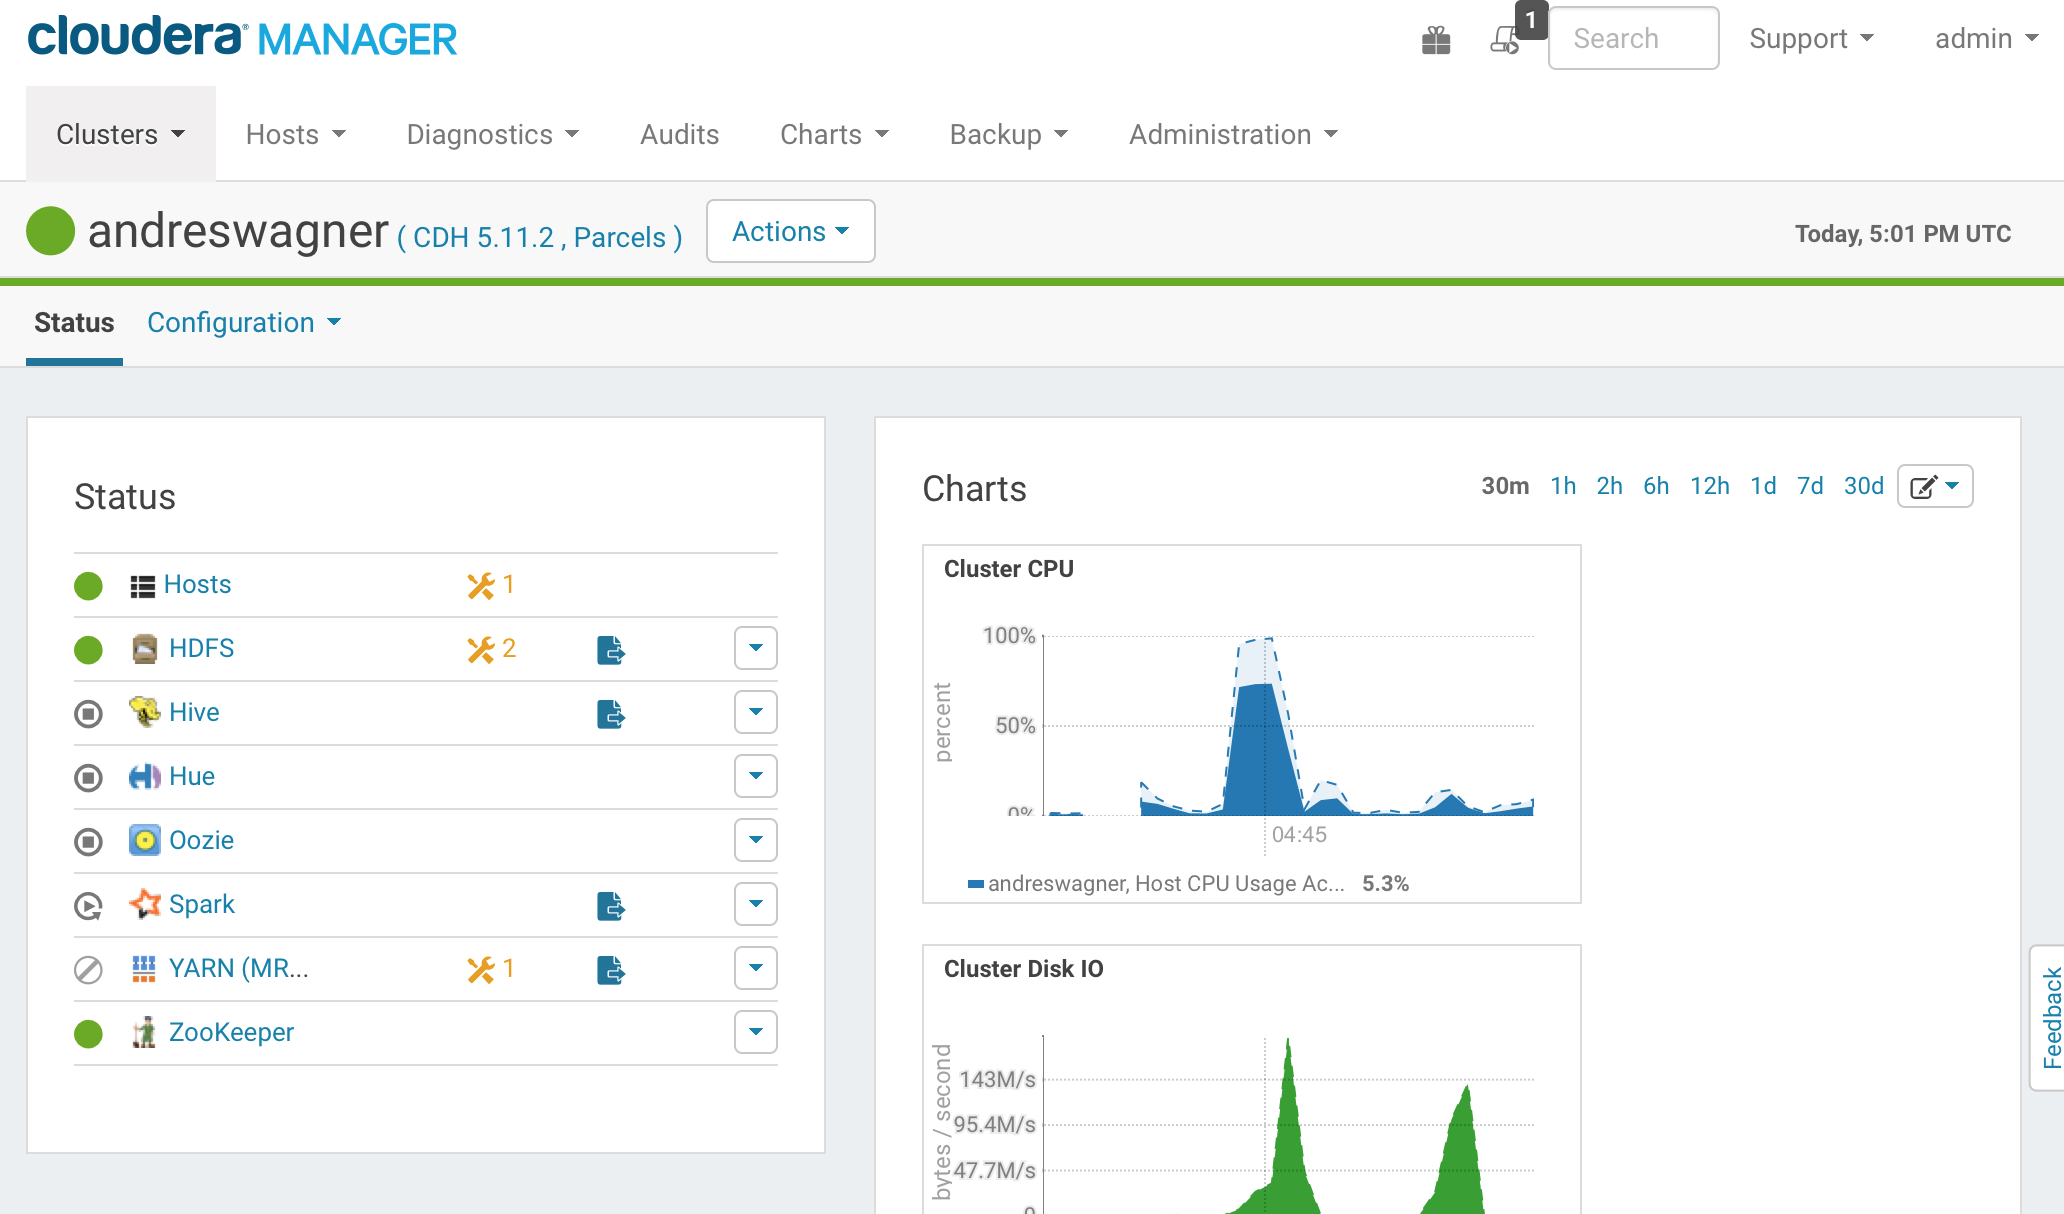 cloudera MANAGER
1
Search
Support
admin
Clusters
Hosts
Diagnostics
Audits
Charts
Backup
Administration
andreswagner ( CDH 5.11.2 , Parcels )
Actions
Today, 5:01 PM UTC
Status
Configuration
Status
Hosts
1
HDFS
2
Hive
Hue
Oozie
Spark
YARN (MR...
1
ZooKeeper
Charts
30m 1h 2h 6h 12h 1d 7d 30d
Cluster CPU
percent
100%
50%
0%
04:45
andreswagner, Host CPU Usage Ac... 5.3%
Cluster Disk IO
bytes / second
143M/s
95.4M/s
47.7M/s
0
Feedback